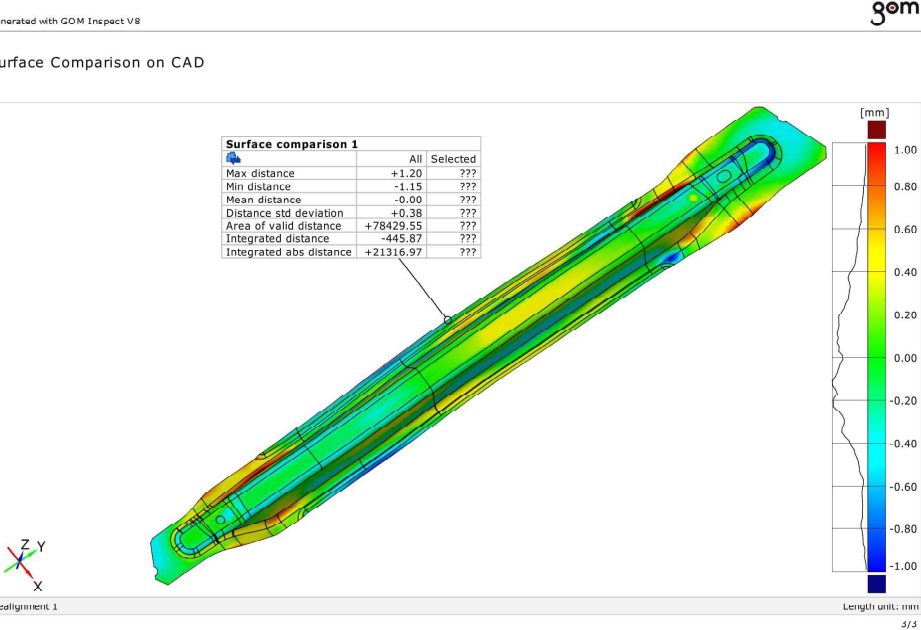 nerated with GOM Inspect V8
gom
urface Comparison on CAD
[mm]
Surface comparison 1
All Selected
Max distance +1.20 ???
Min distance -1.15 ???
Mean distance -0.00 ???
Distance std deviation +0.38 ???
Area of valid distance +78429.55 ???
Integrated distance -445.87 ???
Integrated abs distance +21316.97 ???
1.00
0.80
0.60
0.40
0.20
0.00
-0.20
-0.40
-0.60
-0.80
-1.00
Z Y
X
ealignment 1
Length unit: mm
3/3